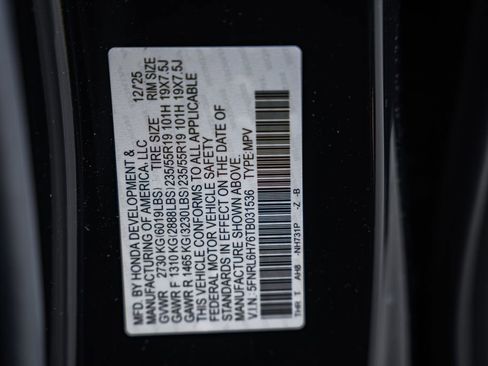 MFD. BY HONDA DEVELOPMENT & 12/25
MANUFACTURING OF AMERICA, LLC
GVWR 2730 KG(6019LBS) TIRE SIZE RIM SIZE
GAWR F 1310 KG(2888LBS)235/55R19 101H 19X7.5J
GAWR R 1465 KG(3230LBS)235/55R19 101H 19X7.5J
THIS VEHICLE CONFORMS TO ALL APPLICABLE
FEDERAL MOTOR VEHICLE SAFETY
STANDARDS IN EFFECT ON THE DATE OF
MANUFACTURE SHOWN ABOVE.
V.I.N. 5FNRL6H76TB031536 TYPE:MPV
THR T AH0 -NH731P -Z -B